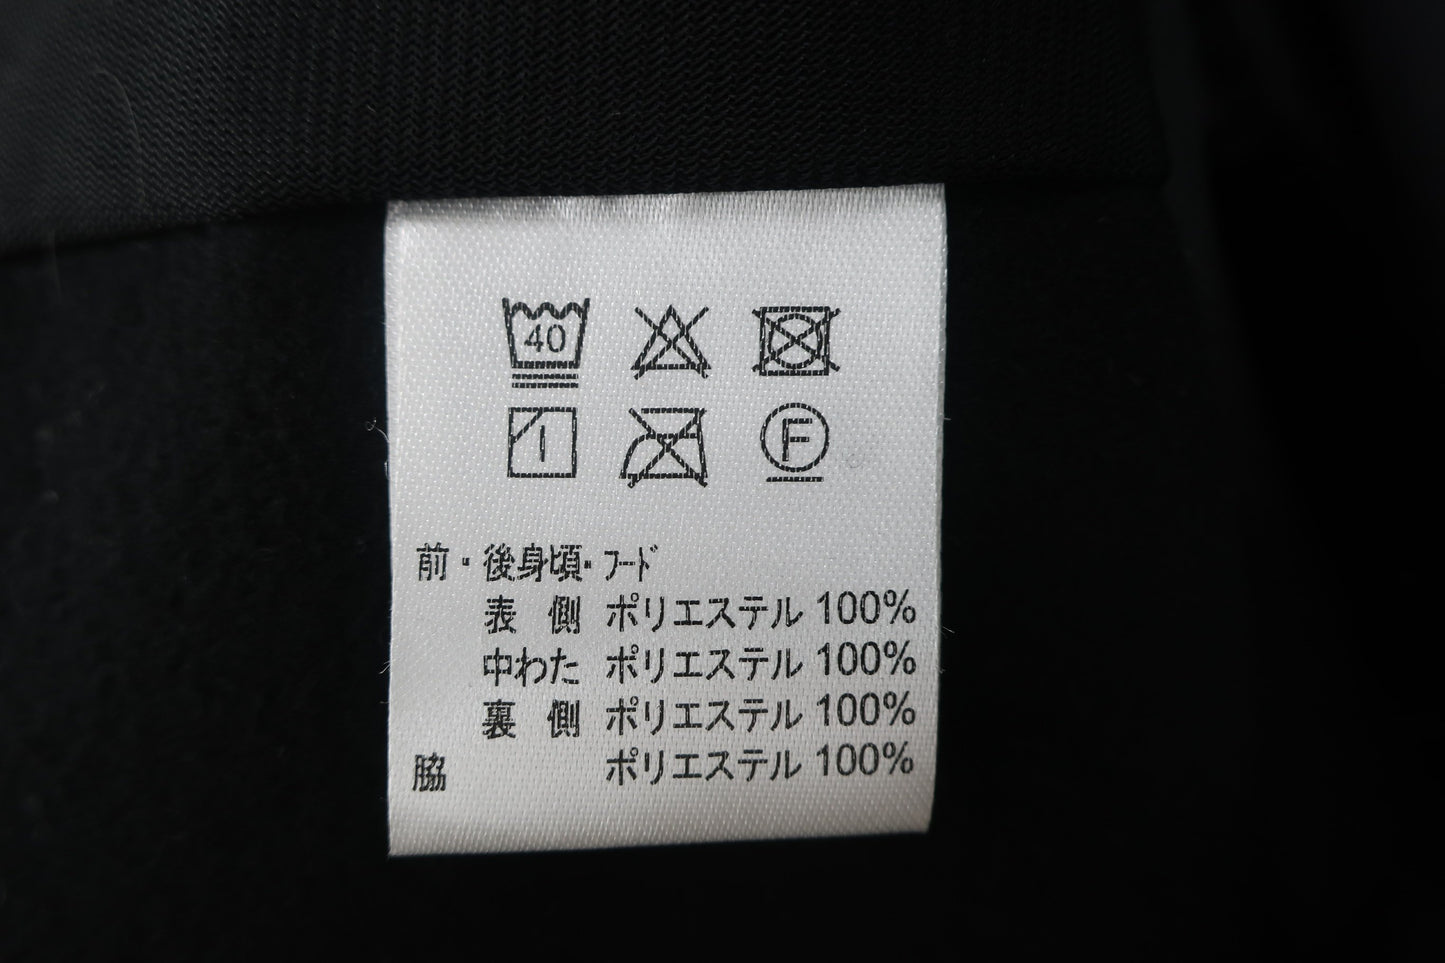 40
F
前・後身頃・フード
表側 ポリエステル 100%
中わた ポリエステル 100%
裏側 ポリエステル 100%
脇 ポリエステル 100%